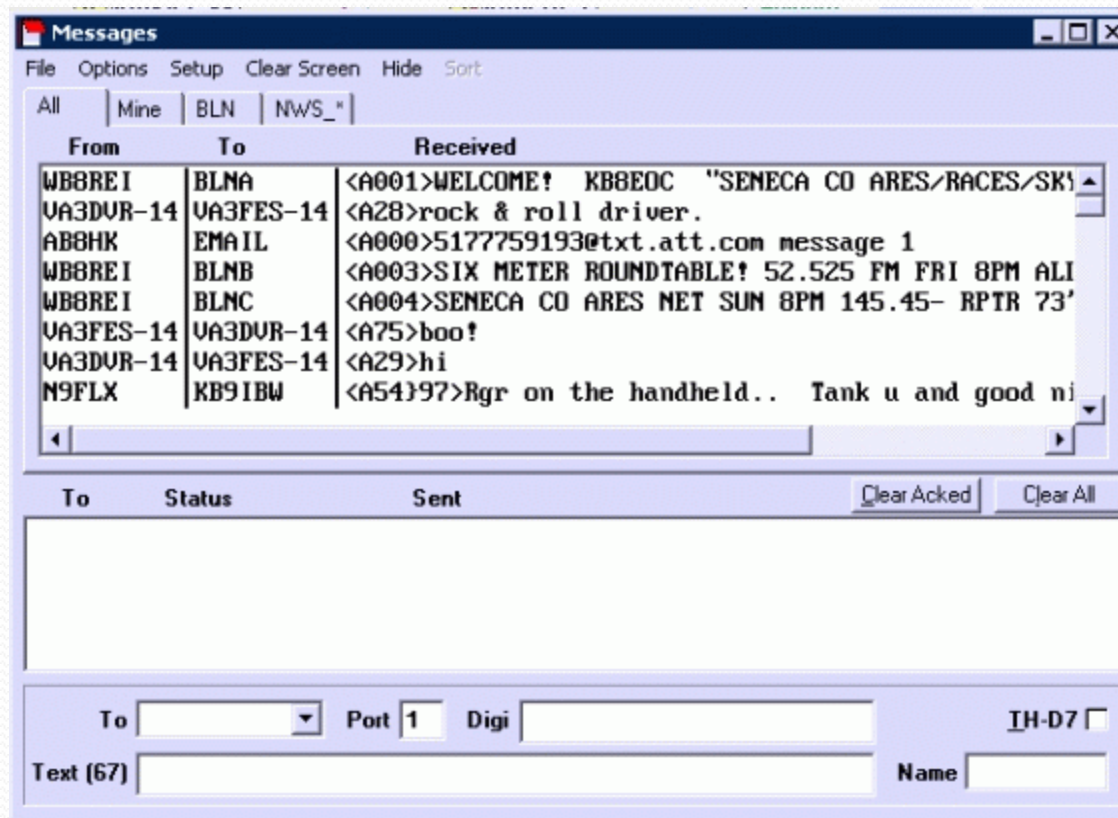 Messages
File Options Setup Clear Screen Hide Sort
All Mine BLN NWS_*
From To Received
WB8REI BLNA <A001>WELCOME! KB8EOC "SENECA CO ARES/RACES/SKY
VA3DVR-14 VA3FES-14 <A28>rock & roll driver.
AB8HK EMAIL <A000>5177759193@txt.att.com message 1
WB8REI BLNB <A003>SIX METER ROUNDTABLE! 52.525 FM FRI 8PM ALL
WB8REI BLNC <A004>SENECA CO ARES NET SUN 8PM 145.45- RPTR 73'
VA3FES-14 VA3DVR-14 <A75>boo!
VA3DVR-14 VA3FES-14 <A29>hi
N9FLX KB9IBW <A54}97>Rgr on the handheld.. Tank u and good ni
To Status Sent Clear Acked Clear All
To Port 1 Digi TH-D7
Text (67) Name